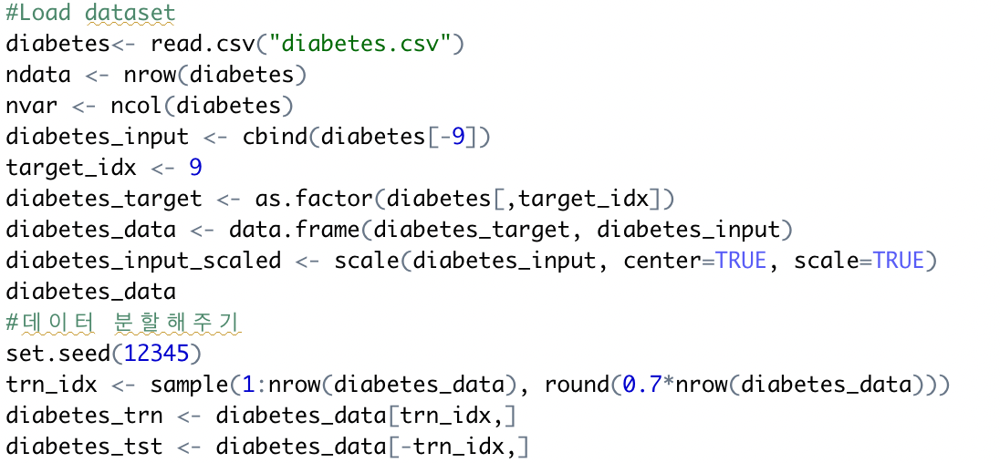 #Load dataset
diabetes<- read.csv("diabetes.csv")
ndata <- nrow(diabetes)
nvar <- ncol(diabetes)
diabetes_input <- cbind(diabetes[-9])
target_idx <- 9
diabetes_target <- as.factor(diabetes[,target_idx])
diabetes_data <- data.frame(diabetes_target, diabetes_input)
diabetes_input_scaled <- scale(diabetes_input, center=TRUE, scale=TRUE)
diabetes_data
#데이터 분할해주기
set.seed(12345)
trn_idx <- sample(1:nrow(diabetes_data), round(0.7*nrow(diabetes_data)))
diabetes_trn <- diabetes_data[trn_idx,]
diabetes_tst <- diabetes_data[-trn_idx,]